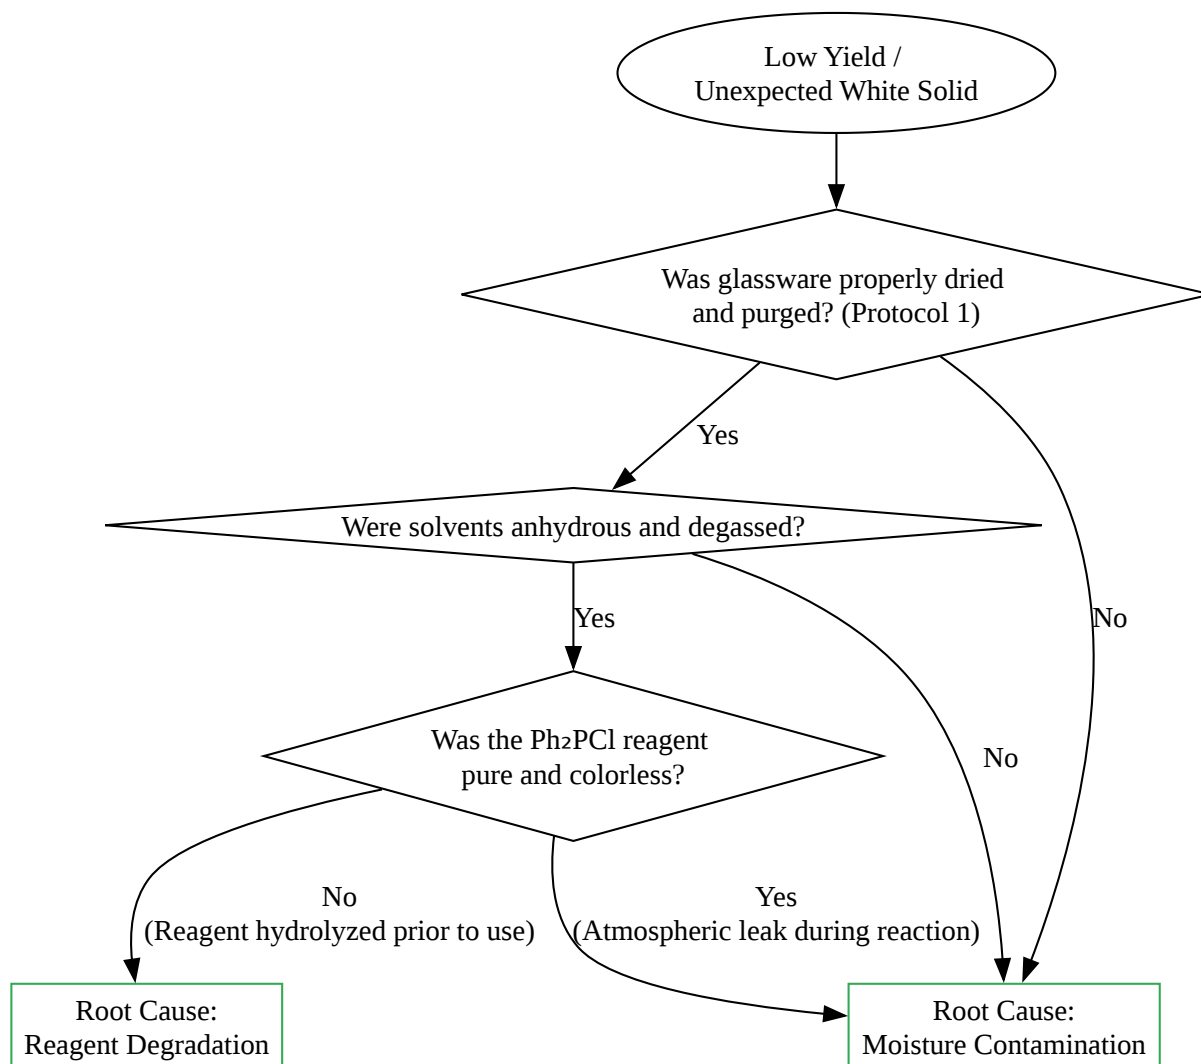 Low Yield /
Unexpected White Solid
Was glassware properly dried
and purged? (Protocol 1)
Yes
Were solvents anhydrous and degassed?
Yes
No
Was the Ph₂PCl reagent
pure and colorless?
No
No
(Reagent hydrolyzed prior to use)
Yes
(Atmospheric leak during reaction)
Root Cause:
Reagent Degradation
Root Cause:
Moisture Contamination